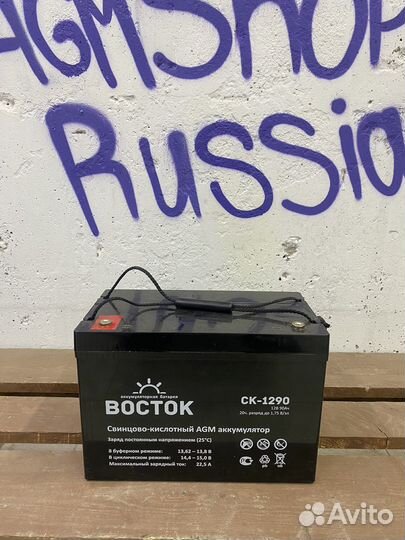 AGMSHOP
Russia
аккумуляторная батарея
ВОСТОК
СК-1290
12В 90Ач
20ч. разряд до 1,75 В/эл
Свинцово-кислотный AGM аккумулятор
Заряд постоянным напряжением (25°С)
В буферном режиме: 13,62 – 13,8 В
В циклическом режиме: 14,4 – 15,0 В
Максимальный зарядный ток: 22,5 А
Pb
Avito